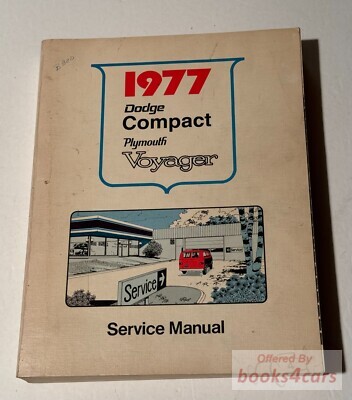 1977
Dodge
Compact
Plymouth
Voyager
Service
Service Manual
Offered By
books4cars